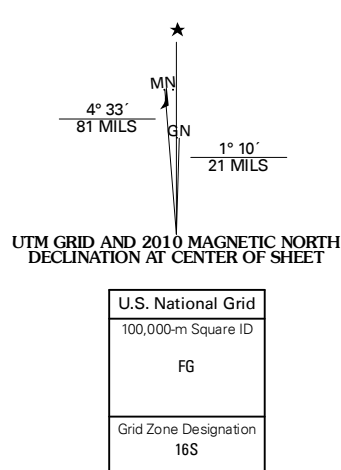 MN
4° 33´
81 MILS
GN
1° 10´
21 MILS
UTM GRID AND 2010 MAGNETIC NORTH
DECLINATION AT CENTER OF SHEET
U.S. National Grid
100,000-m Square ID
FG
Grid Zone Designation
16S